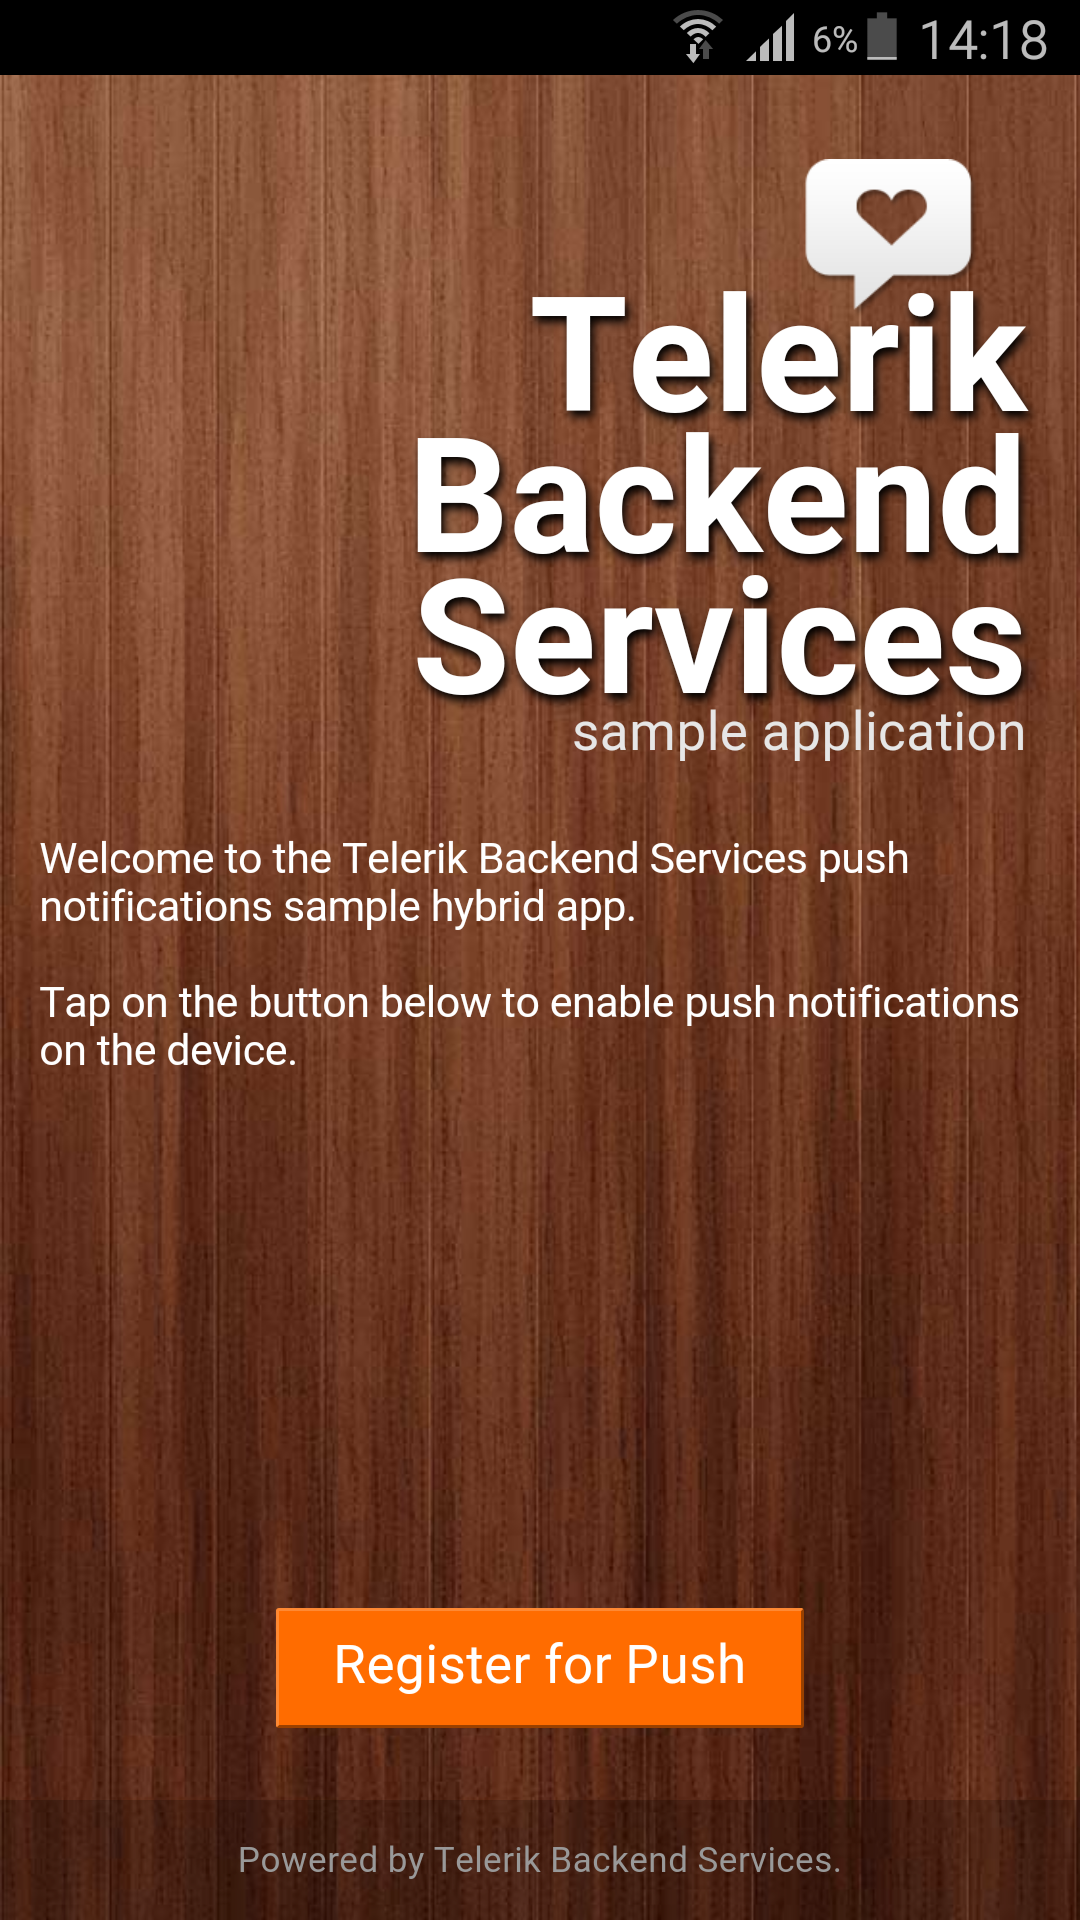 6% 14:18
Telerik
Backend
Services
sample application
Welcome to the Telerik Backend Services push
notifications sample hybrid app.
Tap on the button below to enable push notifications
on the device.
Register for Push
Powered by Telerik Backend Services.